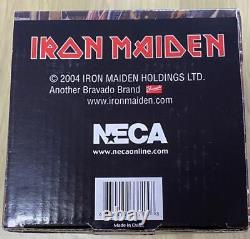 IRON MAIDEN
© 2004 IRON MAIDEN HOLDINGS LTD.
Another Bravado Brand
www.ironmaiden.com
NECA
www.necaonline.com
Made in China